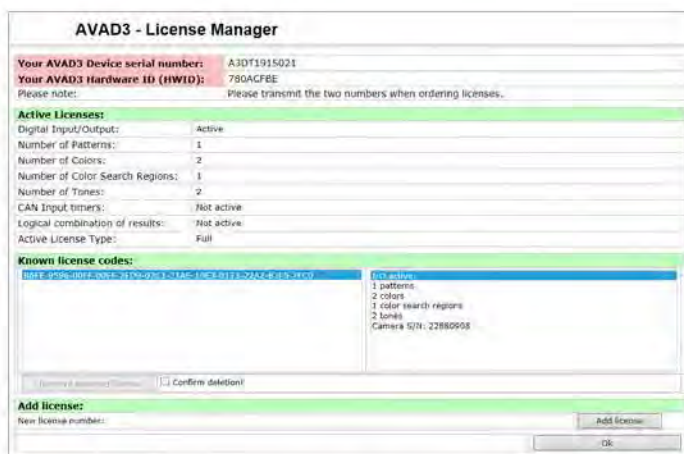 AVAD3 - License Manager
Your AVAD3 Device serial number: A3DT1915021
Your AVAD3 Hardware ID (HWID): 780ACFBE
Please note: Please transmit the two numbers when ordering licenses.
Active Licenses:
Digital Input/Output: Active
Number of Patterns: 1
Number of Colors: 2
Number of Color Search Regions: 1
Number of Tones: 2
CAN Input timers: Not active
Logical combination of results: Not active
Active License Type: Full
Known license codes:
active:
1 patterns
2 colors
1 color search regions
2 tones
Camera S/N: 22880908
Confirm deletion!
Add license:
New license number: Add license
Ok